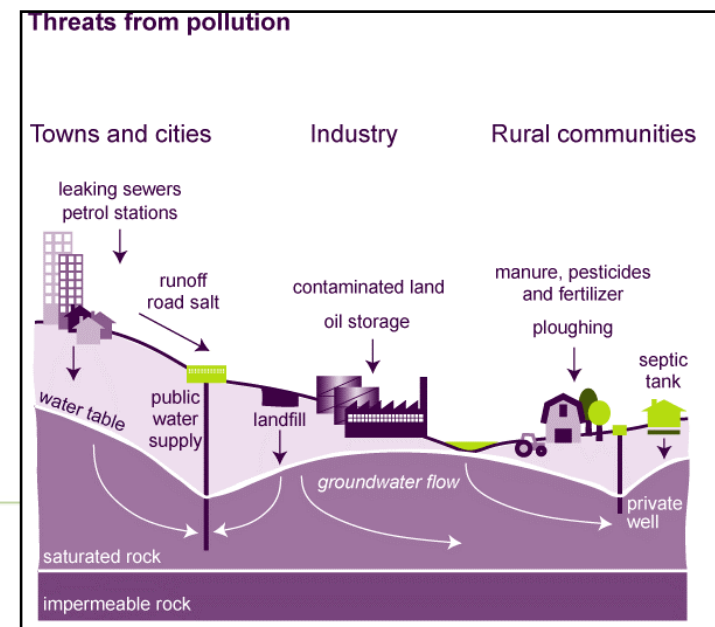 Threats from pollution
Towns and cities
Industry
Rural communities
leaking sewers
petrol stations
runoff
road salt
contaminated land
oil storage
manure, pesticides
and fertilizer
ploughing
septic
tank
water table
public
water
supply
landfill
groundwater flow
private
well
saturated rock
impermeable rock